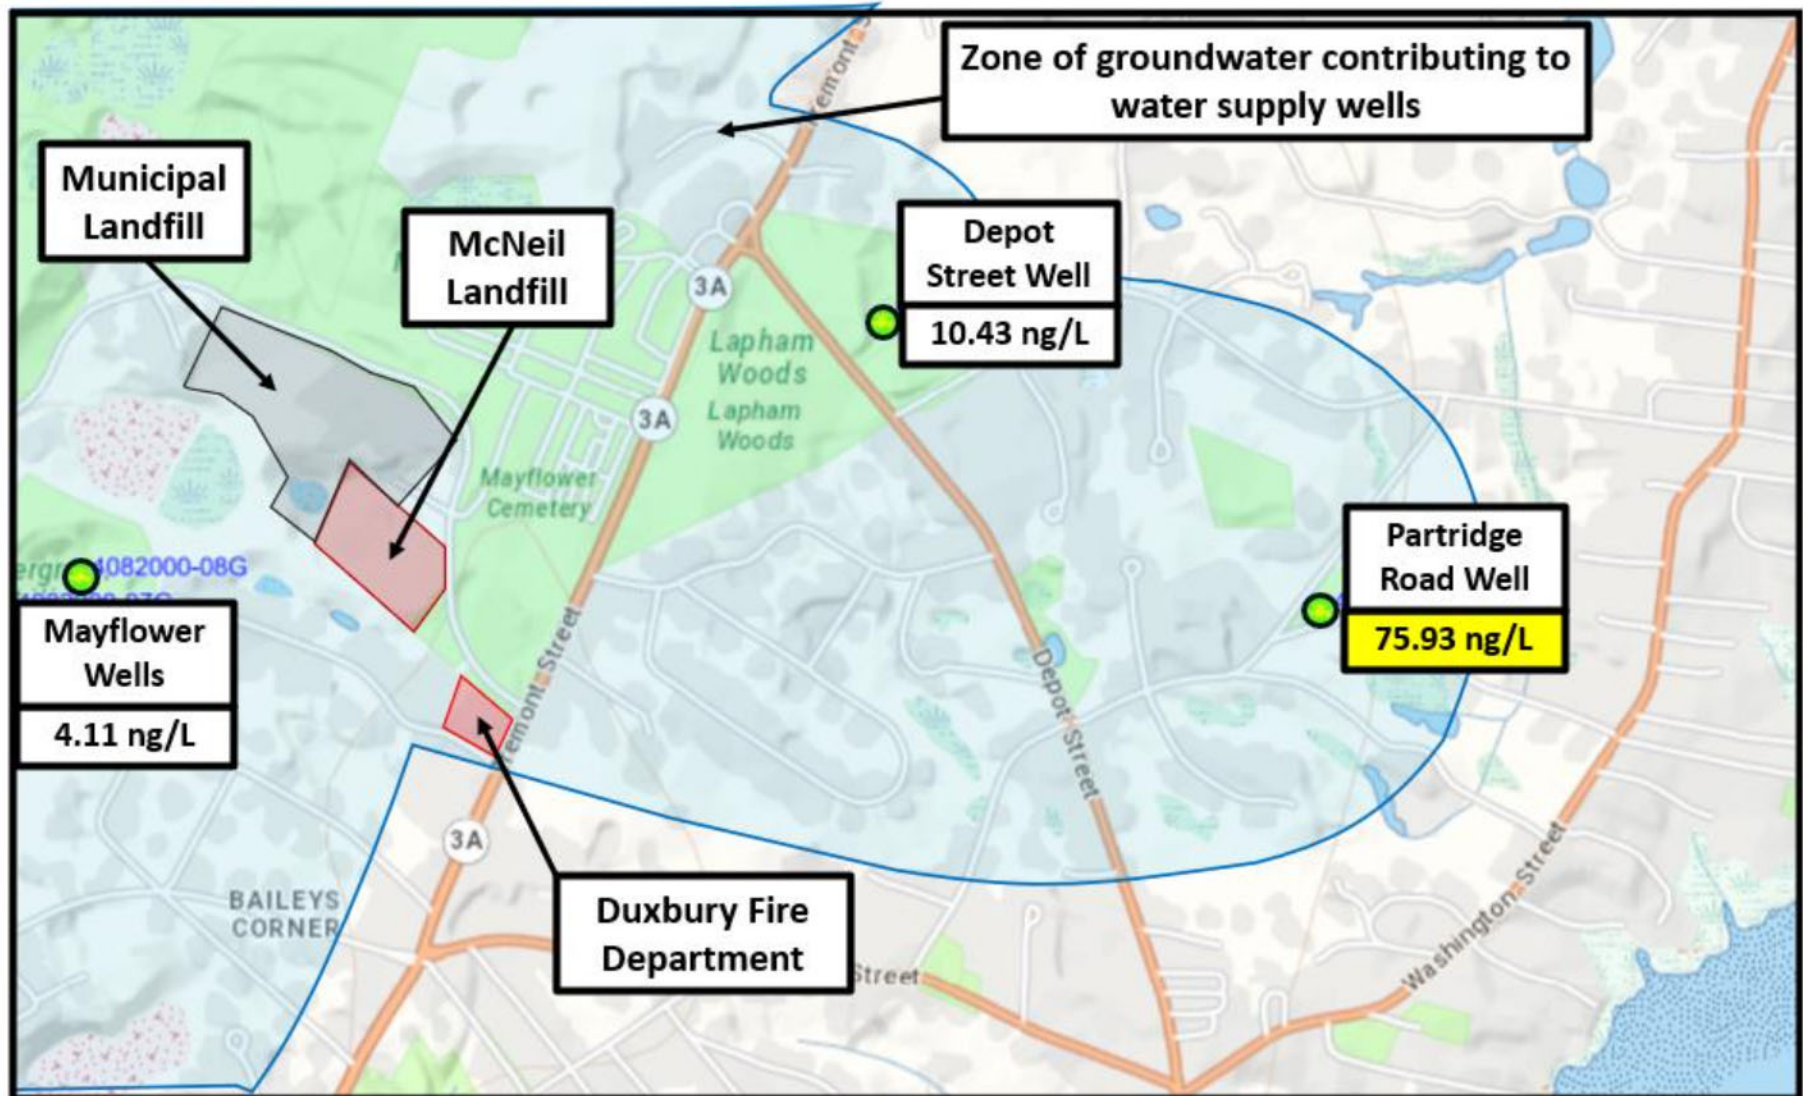 Zone of groundwater contributing to
water supply wells
Municipal
Landfill
McNeil
Landfill
Depot
Street Well
10.43 ng/L
3A
Lapham
Woods
3A
Lapham
Woods
Mayflower
Cemetery
Partridge
Road Well
75.93 ng/L
4082000-08G
Mayflower
Wells
4.11 ng/L
Street
Depot Street
3A
BAILEYS
CORNER
Duxbury Fire
Department
Street
Washington Street